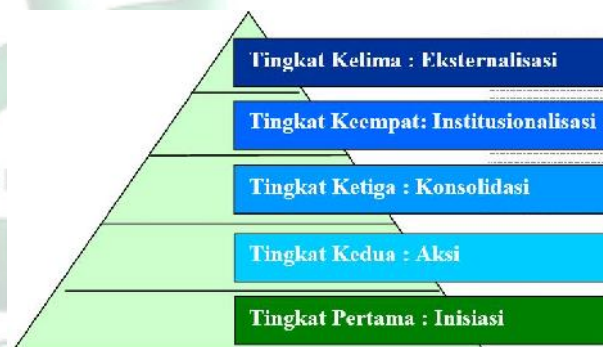 Tingkat Kelima : Eksternalisasi
Tingkat Keempat: Institusionalisasi
Tingkat Ketiga : Konsolidasi
Tingkat Kedua : Aksi
Tingkat Pertama : Inisiasi